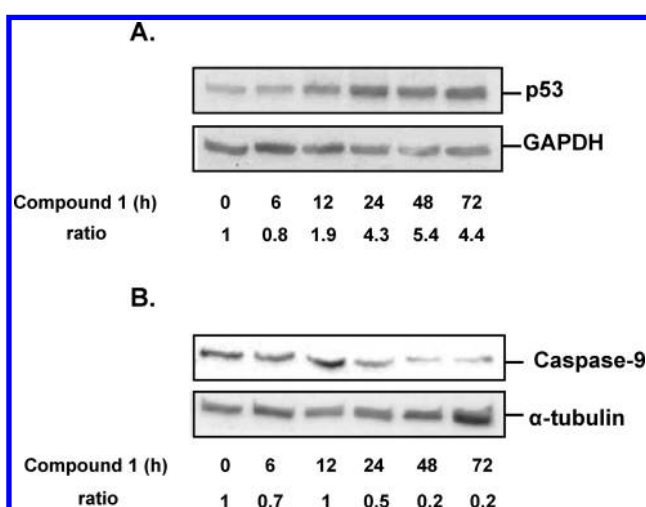 A.
p53
GAPDH
Compound 1 (h) 0 6 12 24 48 72
ratio 1 0.8 1.9 4.3 5.4 4.4
B.
Caspase-9
α-tubulin
Compound 1 (h) 0 6 12 24 48 72
ratio 1 0.7 1 0.5 0.2 0.2